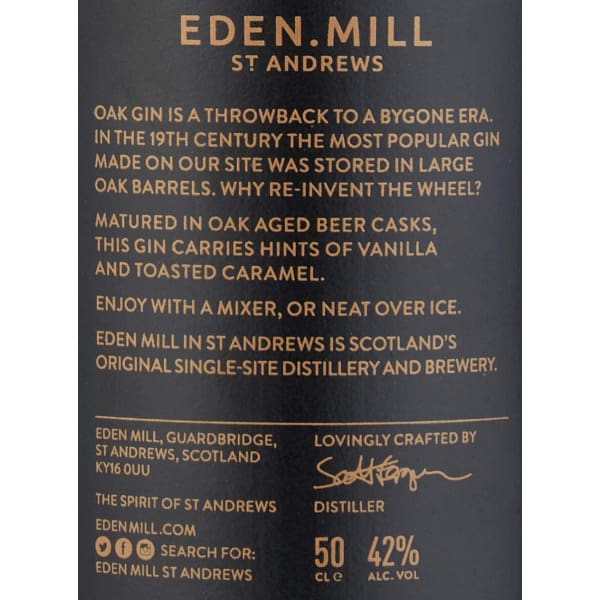 EDEN.MILL
ST ANDREWS
OAK GIN IS A THROWBACK TO A BYGONE ERA.
IN THE 19TH CENTURY THE MOST POPULAR GIN
MADE ON OUR SITE WAS STORED IN LARGE
OAK BARRELS. WHY RE-INVENT THE WHEEL?
MATURED IN OAK AGED BEER CASKS,
THIS GIN CARRIES HINTS OF VANILLA
AND TOASTED CARAMEL.
ENJOY WITH A MIXER, OR NEAT OVER ICE.
EDEN MILL IN ST ANDREWS IS SCOTLAND'S
ORIGINAL SINGLE-SITE DISTILLERY AND BREWERY.
EDEN MILL, GUARDBRIDGE,
ST ANDREWS, SCOTLAND
KY16 0UU
THE SPIRIT OF ST ANDREWS
EDENMILL.COM
SEARCH FOR:
EDEN MILL ST ANDREWS
LOVINGLY CRAFTED BY
DISTILLER
50 42%
CL e ALC. VOL